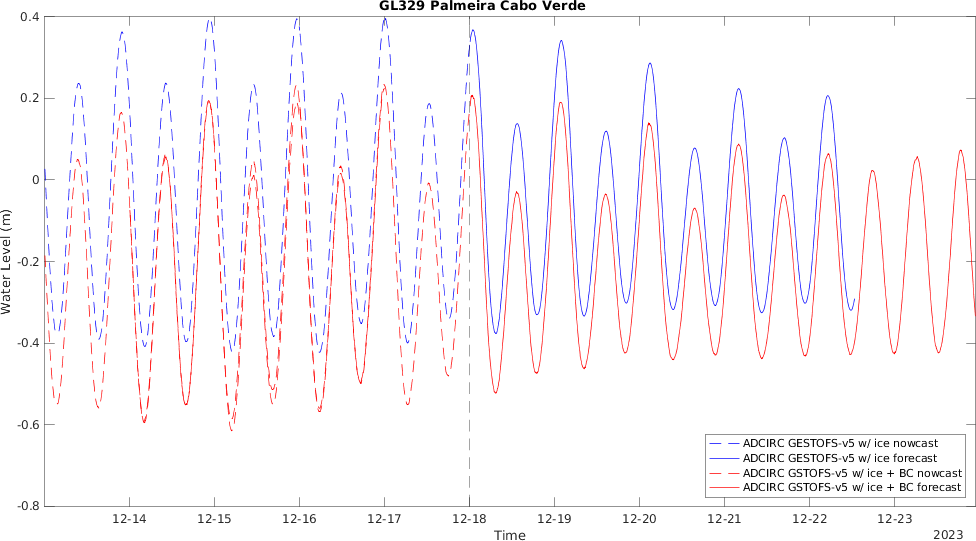 GL329 Palmeira Cabo Verde
0.4
0.2
0
-0.2
-0.4
-0.6
-0.8
Water Level (m)
12-14 12-15 12-16 12-17 12-18 12-19 12-20 12-21 12-22 12-23
Time
2023
ADCIRC GESTOFS-v5 w/ ice nowcast
ADCIRC GESTOFS-v5 w/ ice forecast
ADCIRC GSTOFS-v5 w/ ice + BC nowcast
ADCIRC GSTOFS-v5 w/ ice + BC forecast